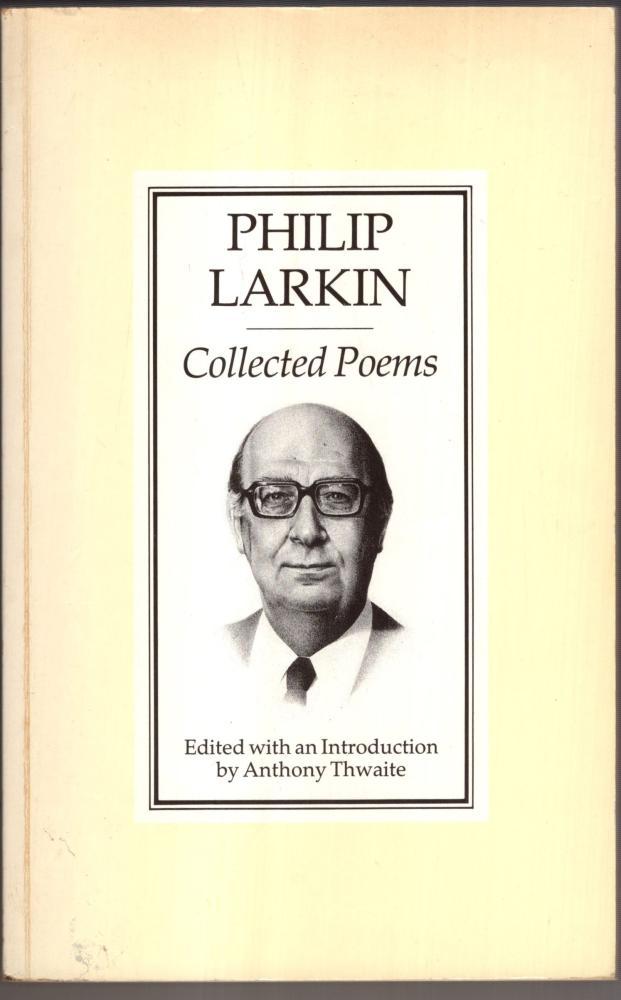 PHILIP
LARKIN
Collected Poems
Edited with an Introduction
by Anthony Thwaite